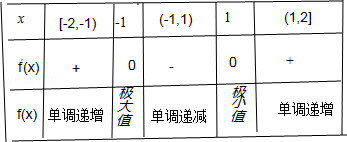 x [-2,-1) -1 (-1,1) 1 (1,2]
f(x) + 0 - 0 +
f(x) 单调递增 极大值 单调递减 极小值 单调递增